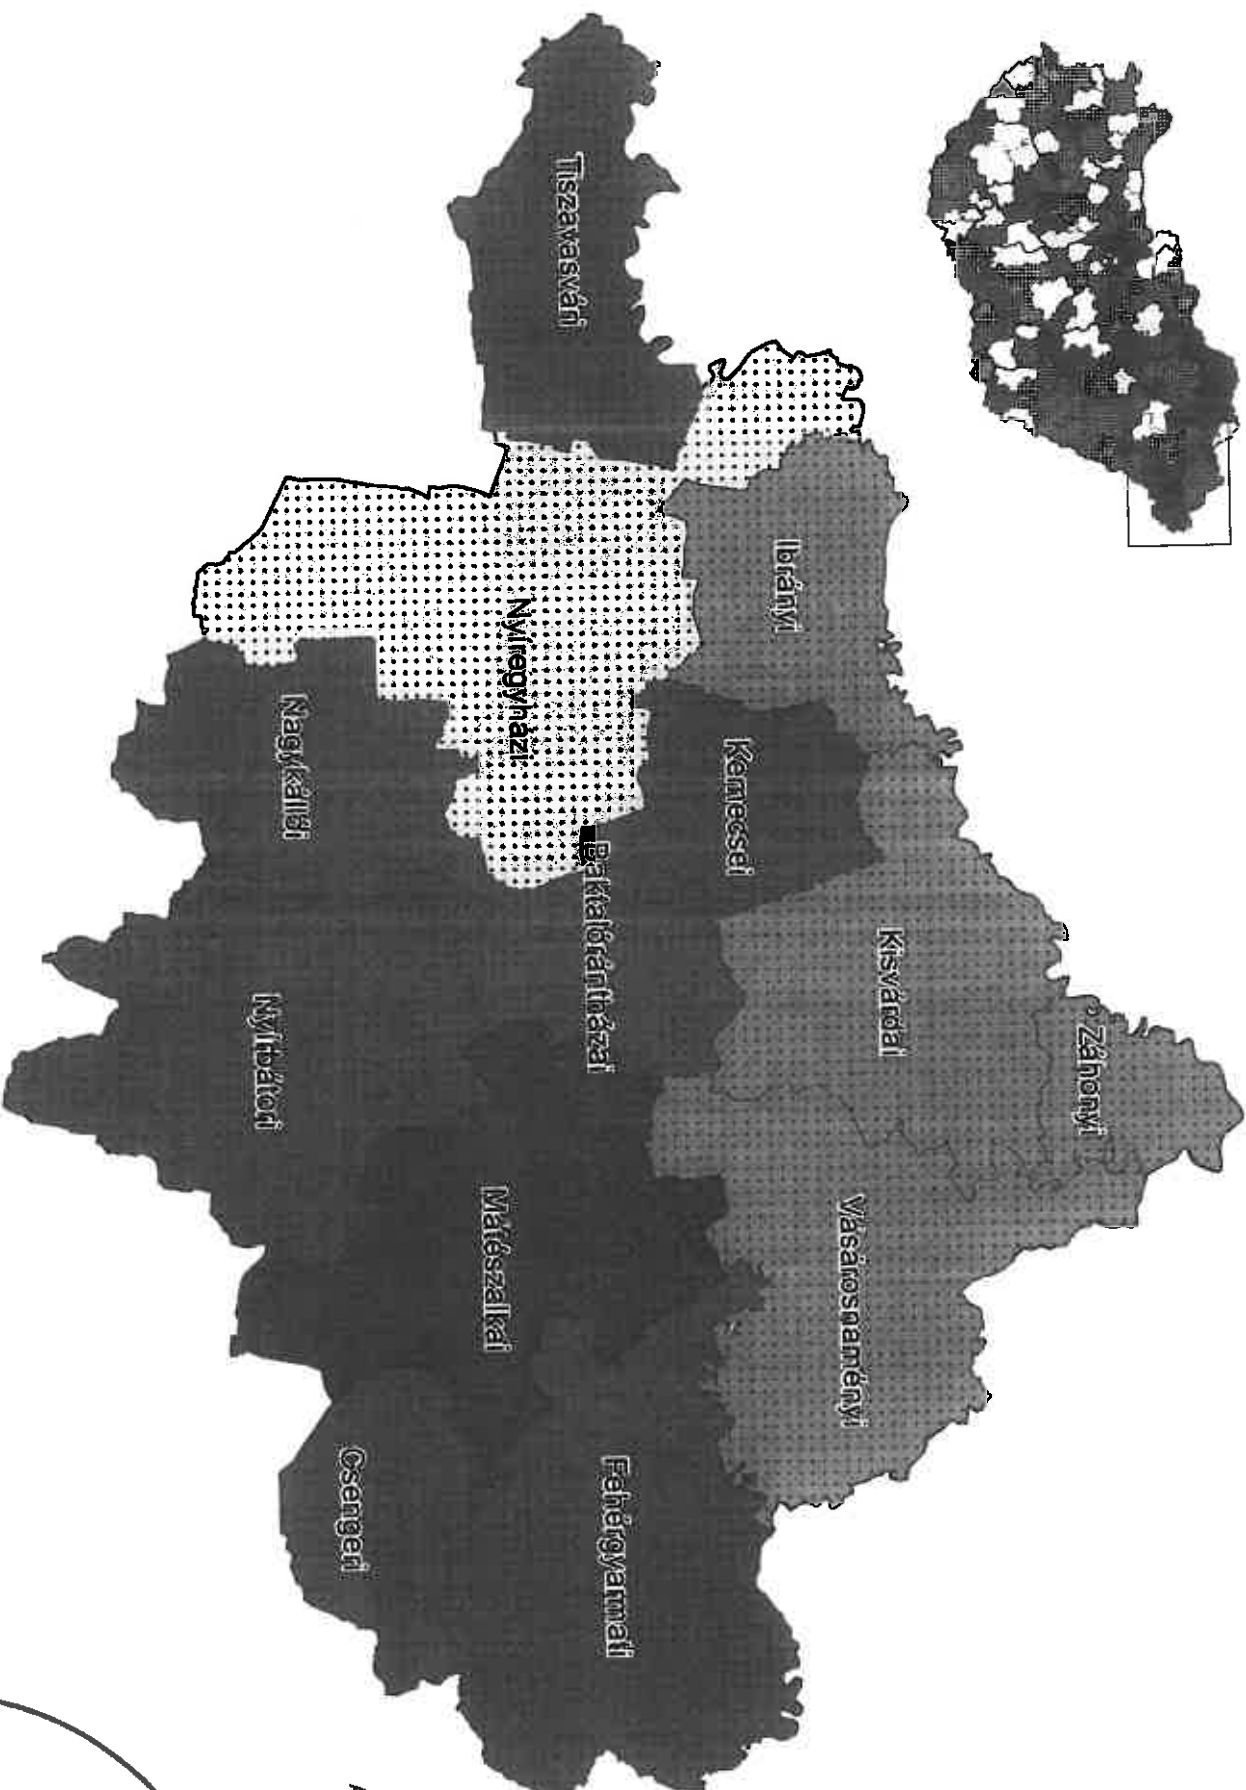 Tiszavasvári
Ibrányi
Nyíregyházi
Nagykállói
Kemecsei
Baktalórántházai
Kisvárdai
Záhonyi
Nyírbátori
Vásárosnaményi
Mátészalkai
Fehérgyarmati
Csengeri